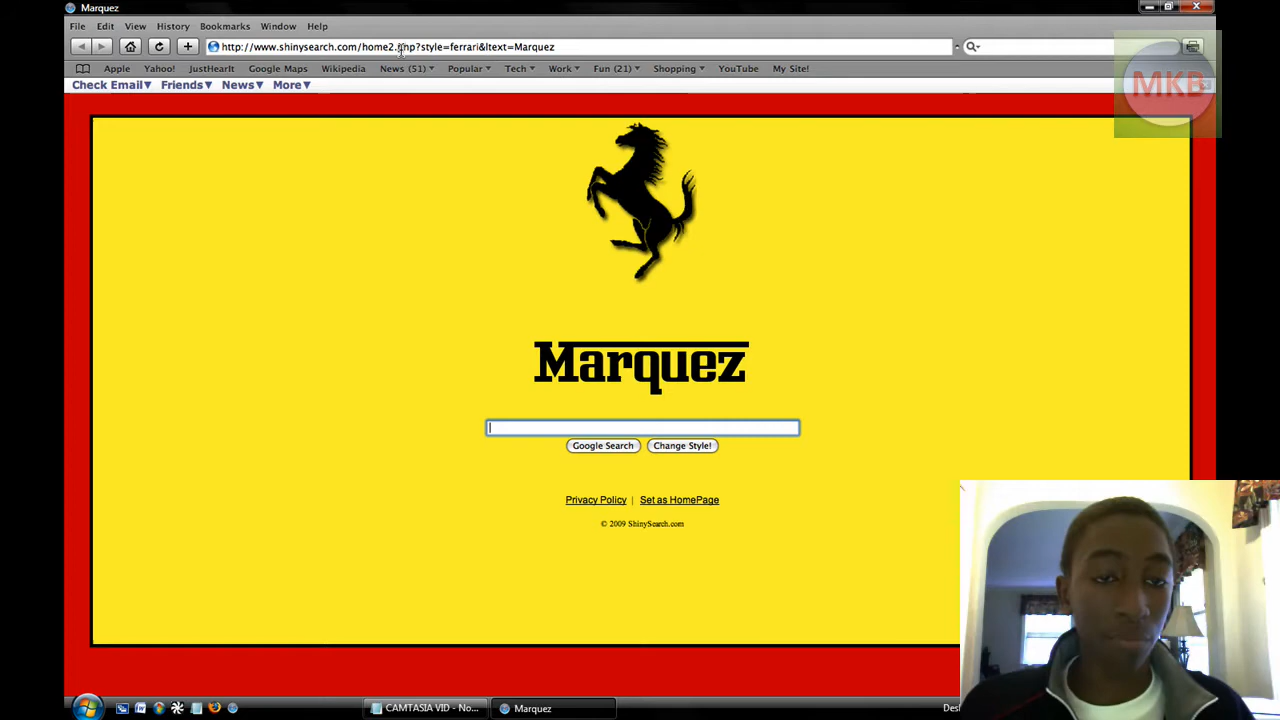 Marquez
File Edit View History Bookmarks Window Help
http://www.shinysearch.com/home2.php?style=ferrari&ltext=Marquez
Apple Yahoo! JustHeartIt Google Maps Wikipedia News (51) Popular Tech Work Fun (21) Shopping YouTube My Site!
Check Email Friends News More
MKB
Marquez
Google Search Change Style!
Privacy Policy | Set as HomePage
© 2009 ShinySearch.com
CAMTASIA VID - No... Marquez Des